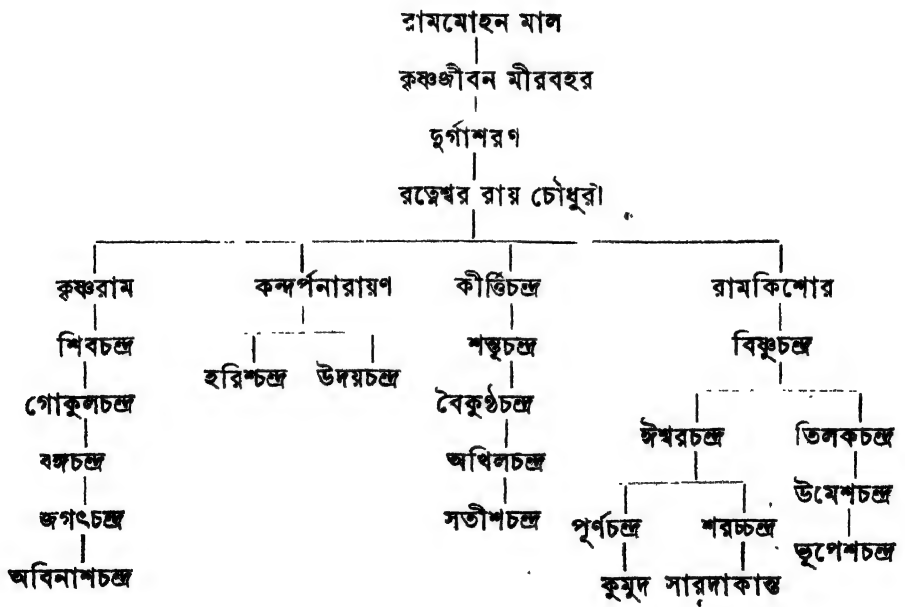 রামমোহন মাল
কৃষ্ণজীবন মীরবহর
দুর্গাশরণ
রত্নেশ্বর রায় চৌধুরী
কৃষ্ণরাম কন্দর্পনারায়ণ কীর্ত্তিচন্দ্র রামকিশোর
শিবচন্দ্র শম্ভূচন্দ্র বিষ্ণুচন্দ্র
হরিশ্চন্দ্র উদয়চন্দ্র
গোকুলচন্দ্র বৈকুণ্ঠচন্দ্র
ঈশ্বরচন্দ্র তিলকচন্দ্র
বঙ্গচন্দ্র অখিলচন্দ্র
উমেশচন্দ্র
জগৎচন্দ্র সতীশচন্দ্র পূর্ণচন্দ্র শরচ্চন্দ্র
ভূপেশচন্দ্র
অবিনাশচন্দ্র কুমুদ সারদাকান্ত